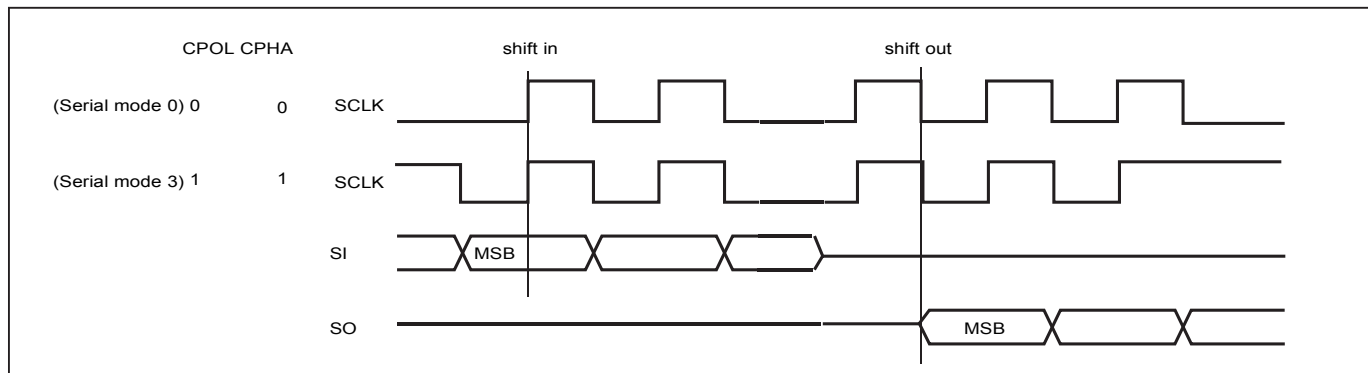 CPOL CPHA shift in shift out
(Serial mode 0) 0 0 SCLK
(Serial mode 3) 1 1 SCLK
SI MSB
SO MSB